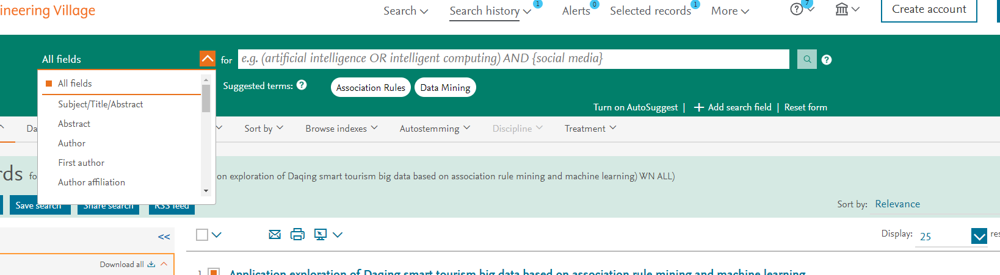 ineering Village
Search
Search history
1
Alerts
0
Selected records
1
More
7
Create account
All fields
for
e.g. (artificial intelligence OR intelligent computing) AND {social media}
All fields
Subject/Title/Abstract
Abstract
Author
First author
Author affiliation
Suggested terms:
Association Rules
Data Mining
Turn on AutoSuggest | + Add search field | Reset form
Da
Sort by
Browse indexes
Autostemming
Discipline
Treatment
rds fo
on exploration of Daqing smart tourism big data based on association rule mining and machine learning) WN ALL)
Save search
Share search
RSS feed
Sort by: Relevance
<<
Display: 25 res
Download all
1 Application exploration of Daqing smart tourism big data based on association rule mining and machine learning